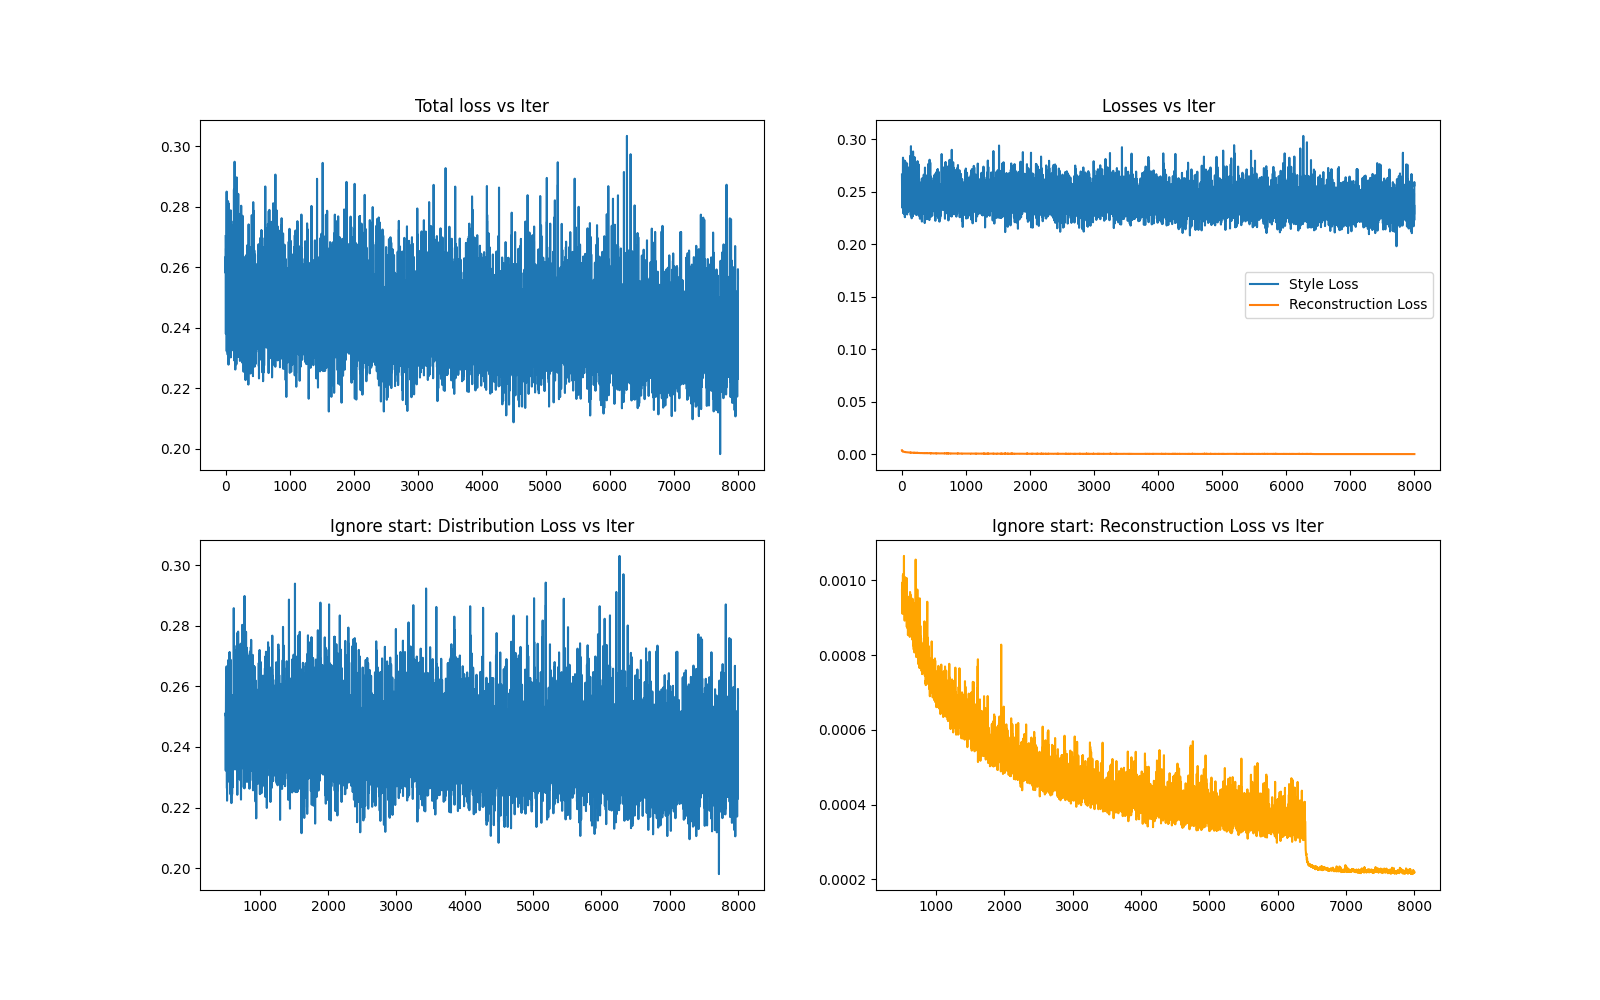 Total loss vs Iter
0.30
0.28
0.26
0.24
0.22
0.20
0 1000 2000 3000 4000 5000 6000 7000 8000
Losses vs Iter
0.30
0.25
0.20
0.15
0.10
0.05
0.00
Style Loss
Reconstruction Loss
0 1000 2000 3000 4000 5000 6000 7000 8000
Ignore start: Distribution Loss vs Iter
0.30
0.28
0.26
0.24
0.22
0.20
1000 2000 3000 4000 5000 6000 7000 8000
Ignore start: Reconstruction Loss vs Iter
0.0010
0.0008
0.0006
0.0004
0.0002
1000 2000 3000 4000 5000 6000 7000 8000